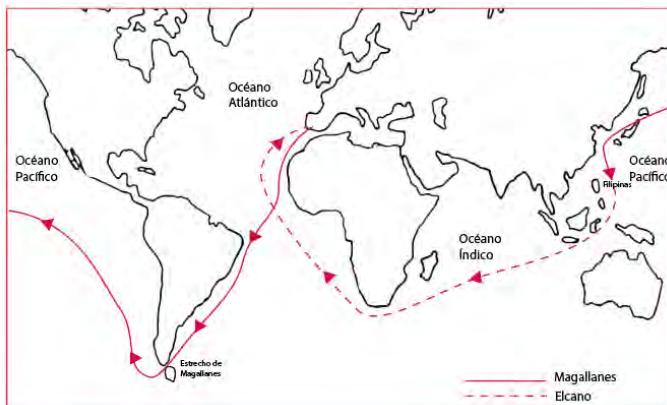 Océano
Atlántico
Océano
Pacífico
Océano
Pacífico
Filipinas
Océano
Índico
Estrecho de
Magallanes
Magallanes
Elcano